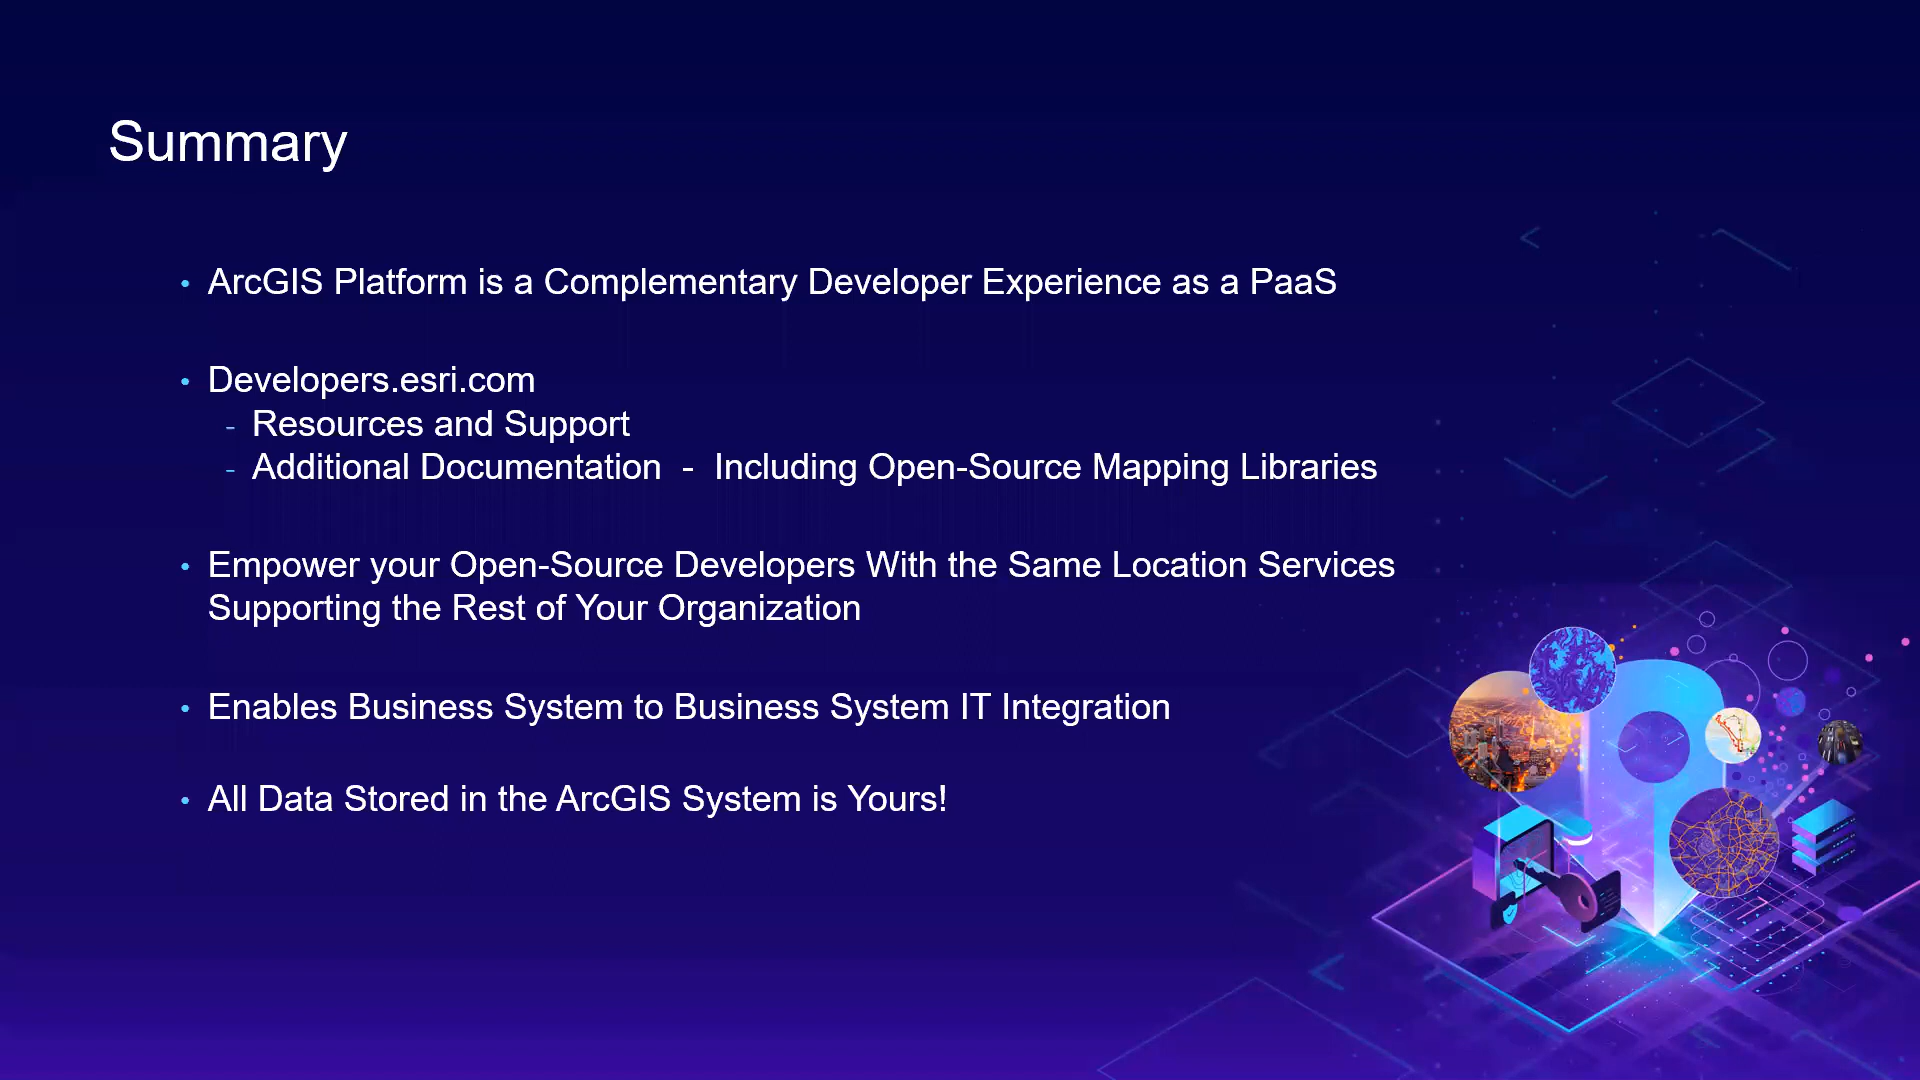 Summary
• ArcGIS Platform is a Complementary Developer Experience as a PaaS
• Developers.esri.com
- Resources and Support
- Additional Documentation - Including Open-Source Mapping Libraries
• Empower your Open-Source Developers With the Same Location Services
Supporting the Rest of Your Organization
• Enables Business System to Business System IT Integration
• All Data Stored in the ArcGIS System is Yours!